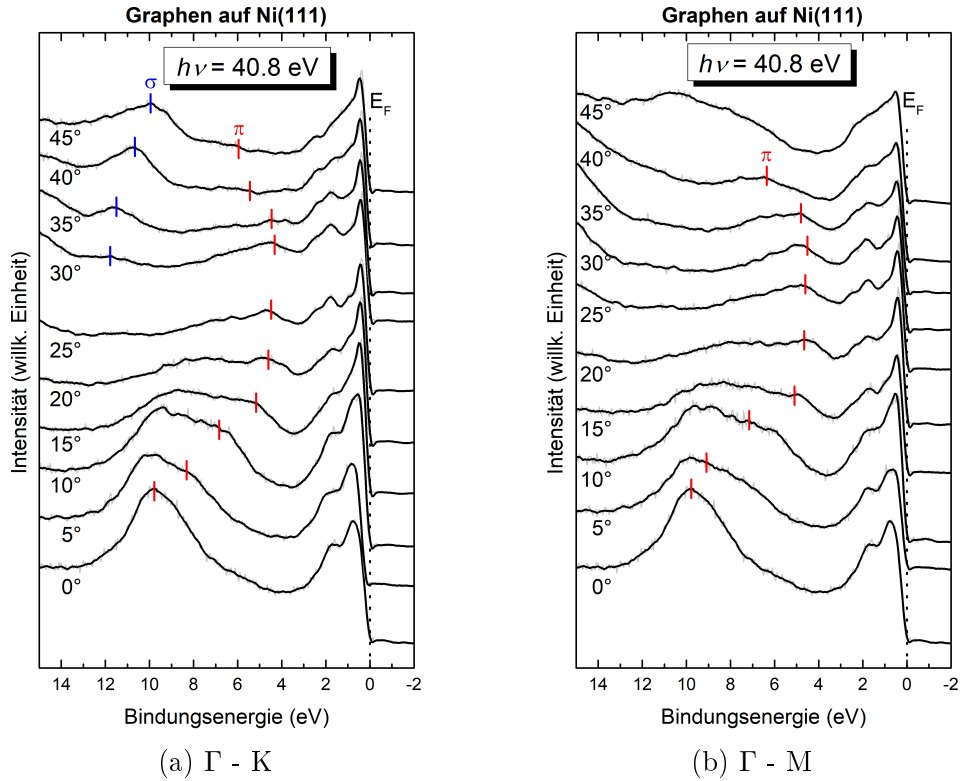 Graphen auf Ni(111)
hν = 40.8 eV
σ
π
E_F
45°
40°
35°
30°
25°
20°
15°
10°
5°
0°
Intensität (willk. Einheit)
14 12 10 8 6 4 2 0 -2
Bindungsenergie (eV)
(a) Γ - K
Graphen auf Ni(111)
hν = 40.8 eV
E_F
π
45°
40°
35°
30°
25°
20°
15°
10°
5°
0°
Intensität (willk. Einheit)
14 12 10 8 6 4 2 0 -2
Bindungsenergie (eV)
(b) Γ - M